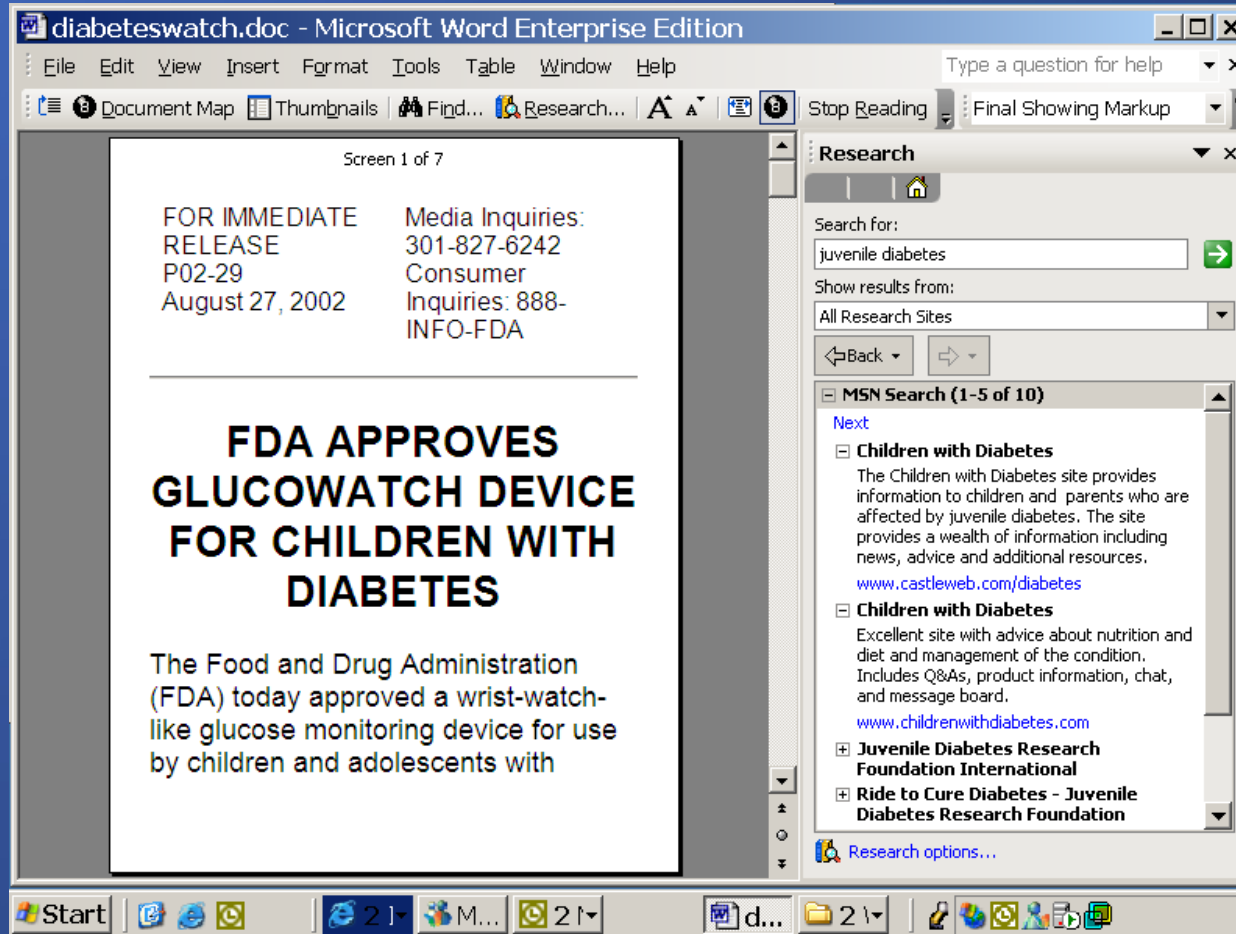 diabeteswatch.doc - Microsoft Word Enterprise Edition
File Edit View Insert Format Tools Table Window Help
Type a question for help
Document Map Thumbnails Find... Research... A A Stop Reading Final Showing Markup
Screen 1 of 7
FOR IMMEDIATE
RELEASE
P02-29
August 27, 2002
Media Inquiries:
301-827-6242
Consumer
Inquiries: 888-
INFO-FDA
FDA APPROVES
GLUCOWATCH DEVICE
FOR CHILDREN WITH
DIABETES
The Food and Drug Administration
(FDA) today approved a wrist-watch-
like glucose monitoring device for use
by children and adolescents with
Research
Search for:
juvenile diabetes
Show results from:
All Research Sites
Back
MSN Search (1-5 of 10)
Next
Children with Diabetes
The Children with Diabetes site provides
information to children and parents who are
affected by juvenile diabetes. The site
provides a wealth of information including
news, advice and additional resources.
www.castleweb.com/diabetes
Children with Diabetes
Excellent site with advice about nutrition and
diet and management of the condition.
Includes Q&As, product information, chat,
and message board.
www.childrenwithdiabetes.com
Juvenile Diabetes Research
Foundation International
Ride to Cure Diabetes - Juvenile
Diabetes Research Foundation
Research options...
Start 2 M... 2 d... 2